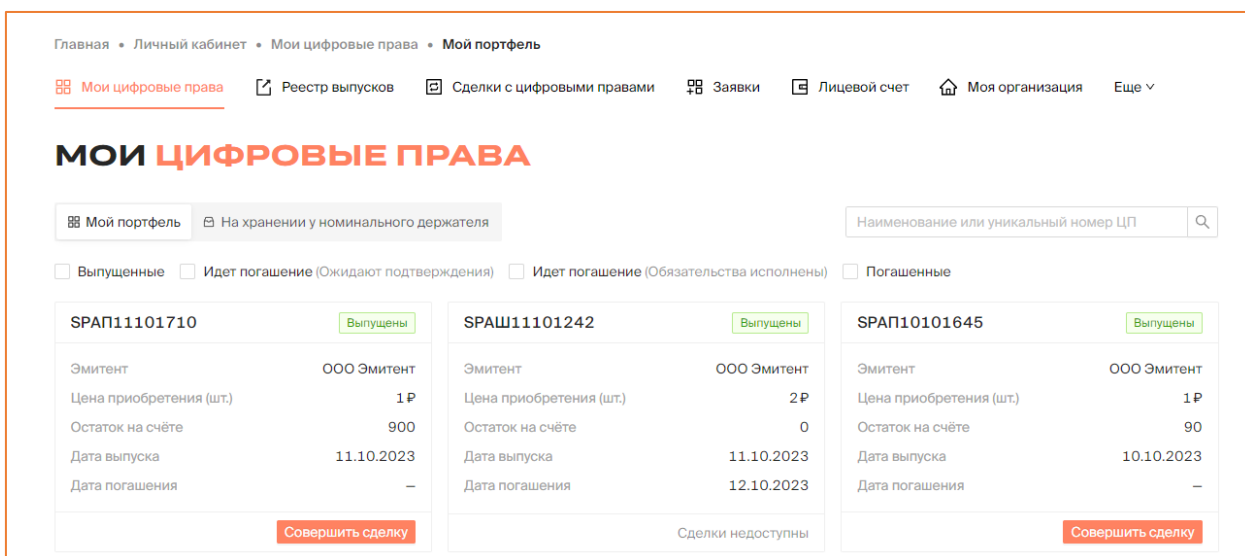 Главная • Личный кабинет • Мои цифровые права • Мой портфель
Мои цифровые права Реестр выпусков Сделки с цифровыми правами Заявки Лицевой счет Моя организация Еще
МОИ ЦИФРОВЫЕ ПРАВА
Мой портфель На хранении у номинального держателя Наименование или уникальный номер ЦП
Выпущенные Идет погашение (Ожидают подтверждения) Идет погашение (Обязательства исполнены) Погашенные
SPAП11101710 Выпущены SPAШ11101242 Выпущены SPAП10101645 Выпущены
Эмитент ООО Эмитент Эмитент ООО Эмитент Эмитент ООО Эмитент
Цена приобретения (шт.) 1 ₽ Цена приобретения (шт.) 2 ₽ Цена приобретения (шт.) 1 ₽
Остаток на счёте 900 Остаток на счёте 0 Остаток на счёте 90
Дата выпуска 11.10.2023 Дата выпуска 11.10.2023 Дата выпуска 10.10.2023
Дата погашения – Дата погашения 12.10.2023 Дата погашения –
Совершить сделку Сделки недоступны Совершить сделку